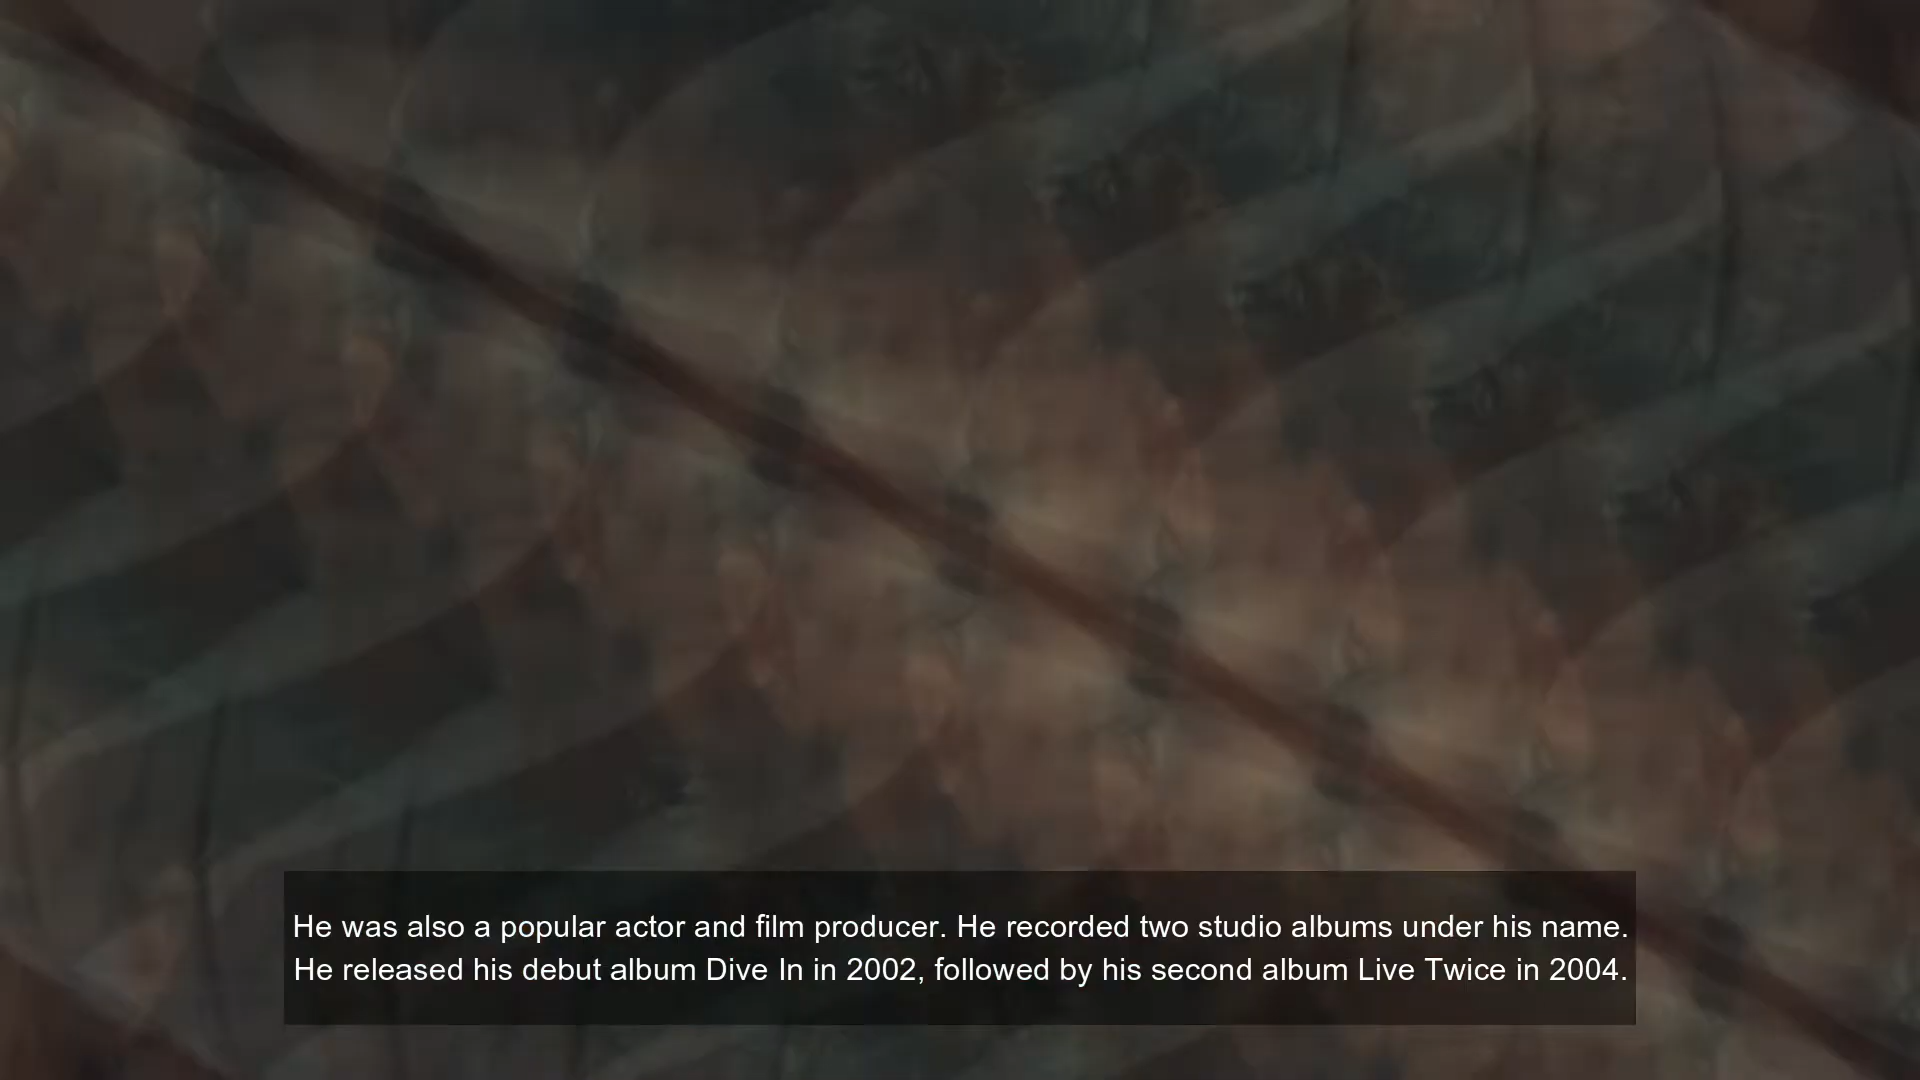 He was also a popular actor and film producer. He recorded two studio albums under his name.
He released his debut album Dive In in 2002, followed by his second album Live Twice in 2004.